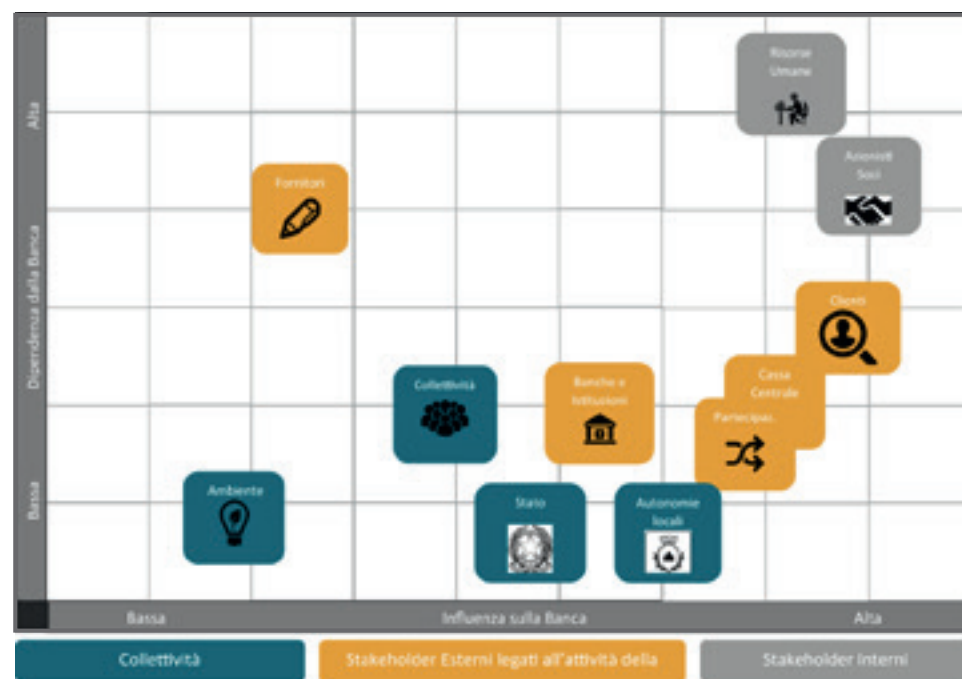 Alta
Dipendenza dalla Banca
Bassa
Risorse
Umane
Azionisti
Soci
Fornitori
Clienti
Collettività
Banche e
Istituzioni
Cassa
Centrale
Partecipaz.
Ambiente
Stato
Autonomie
locali
Bassa
Influenza sulla Banca
Alta
Collettività
Stakeholder Esterni legati all'attività della
Stakeholder Interni